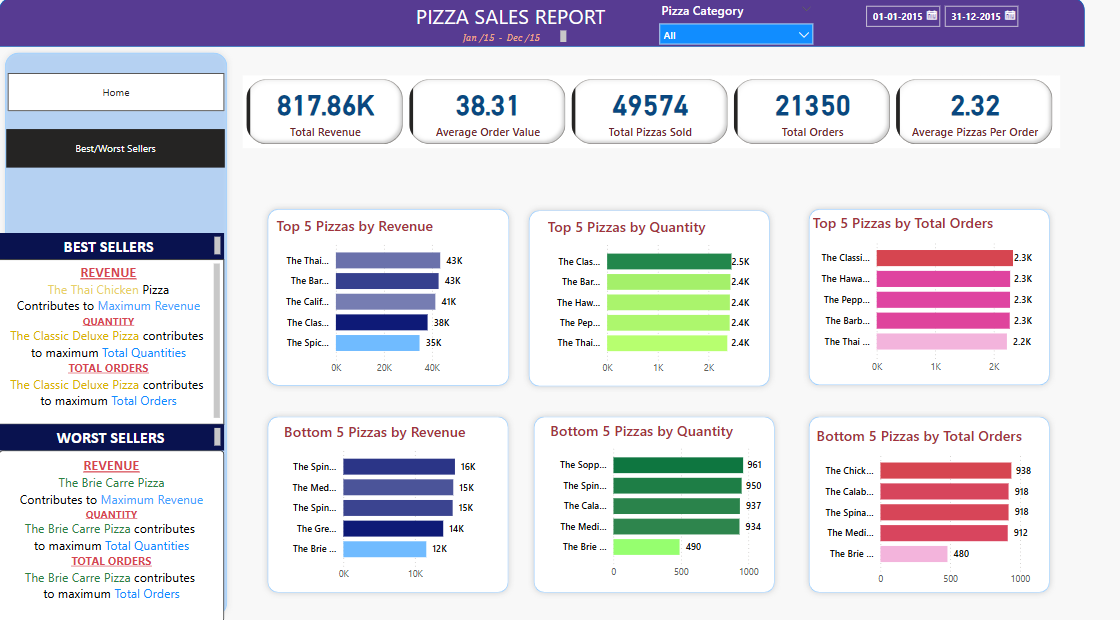 PIZZA SALES REPORT
Jan /15 - Dec /15
Pizza Category
All
01-01-2015
31-12-2015
Home
Best/Worst Sellers
817.86K
Total Revenue
38.31
Average Order Value
49574
Total Pizzas Sold
21350
Total Orders
2.32
Average Pizzas Per Order
BEST SELLERS
REVENUE
The Thai Chicken Pizza
Contributes to Maximum Revenue
QUANTITY
The Classic Deluxe Pizza contributes
to maximum Total Quantities
TOTAL ORDERS
The Classic Deluxe Pizza contributes
to maximum Total Orders
WORST SELLERS
REVENUE
The Brie Carre Pizza
Contributes to Maximum Revenue
QUANTITY
The Brie Carre Pizza contributes
to maximum Total Quantities
TOTAL ORDERS
The Brie Carre Pizza contributes
to maximum Total Orders
Top 5 Pizzas by Revenue
The Thai... 43K
The Bar... 43K
The Calif... 41K
The Clas... 38K
The Spic... 35K
0K 20K 40K
Top 5 Pizzas by Quantity
The Clas... 2.5K
The Bar... 2.4K
The Haw... 2.4K
The Pep... 2.4K
The Thai... 2.4K
0K 1K 2K
Top 5 Pizzas by Total Orders
The Classi... 2.3K
The Hawa... 2.3K
The Pepp... 2.3K
The Barb... 2.3K
The Thai ... 2.2K
0K 1K 2K
Bottom 5 Pizzas by Revenue
The Spin... 16K
The Med... 15K
The Spin... 15K
The Gre... 14K
The Brie ... 12K
0K 10K
Bottom 5 Pizzas by Quantity
The Sopp... 961
The Spin... 950
The Cala... 937
The Medi... 934
The Brie ... 490
0 500 1000
Bottom 5 Pizzas by Total Orders
The Chick... 938
The Calab... 918
The Spina... 918
The Medi... 912
The Brie ... 480
0 500 1000